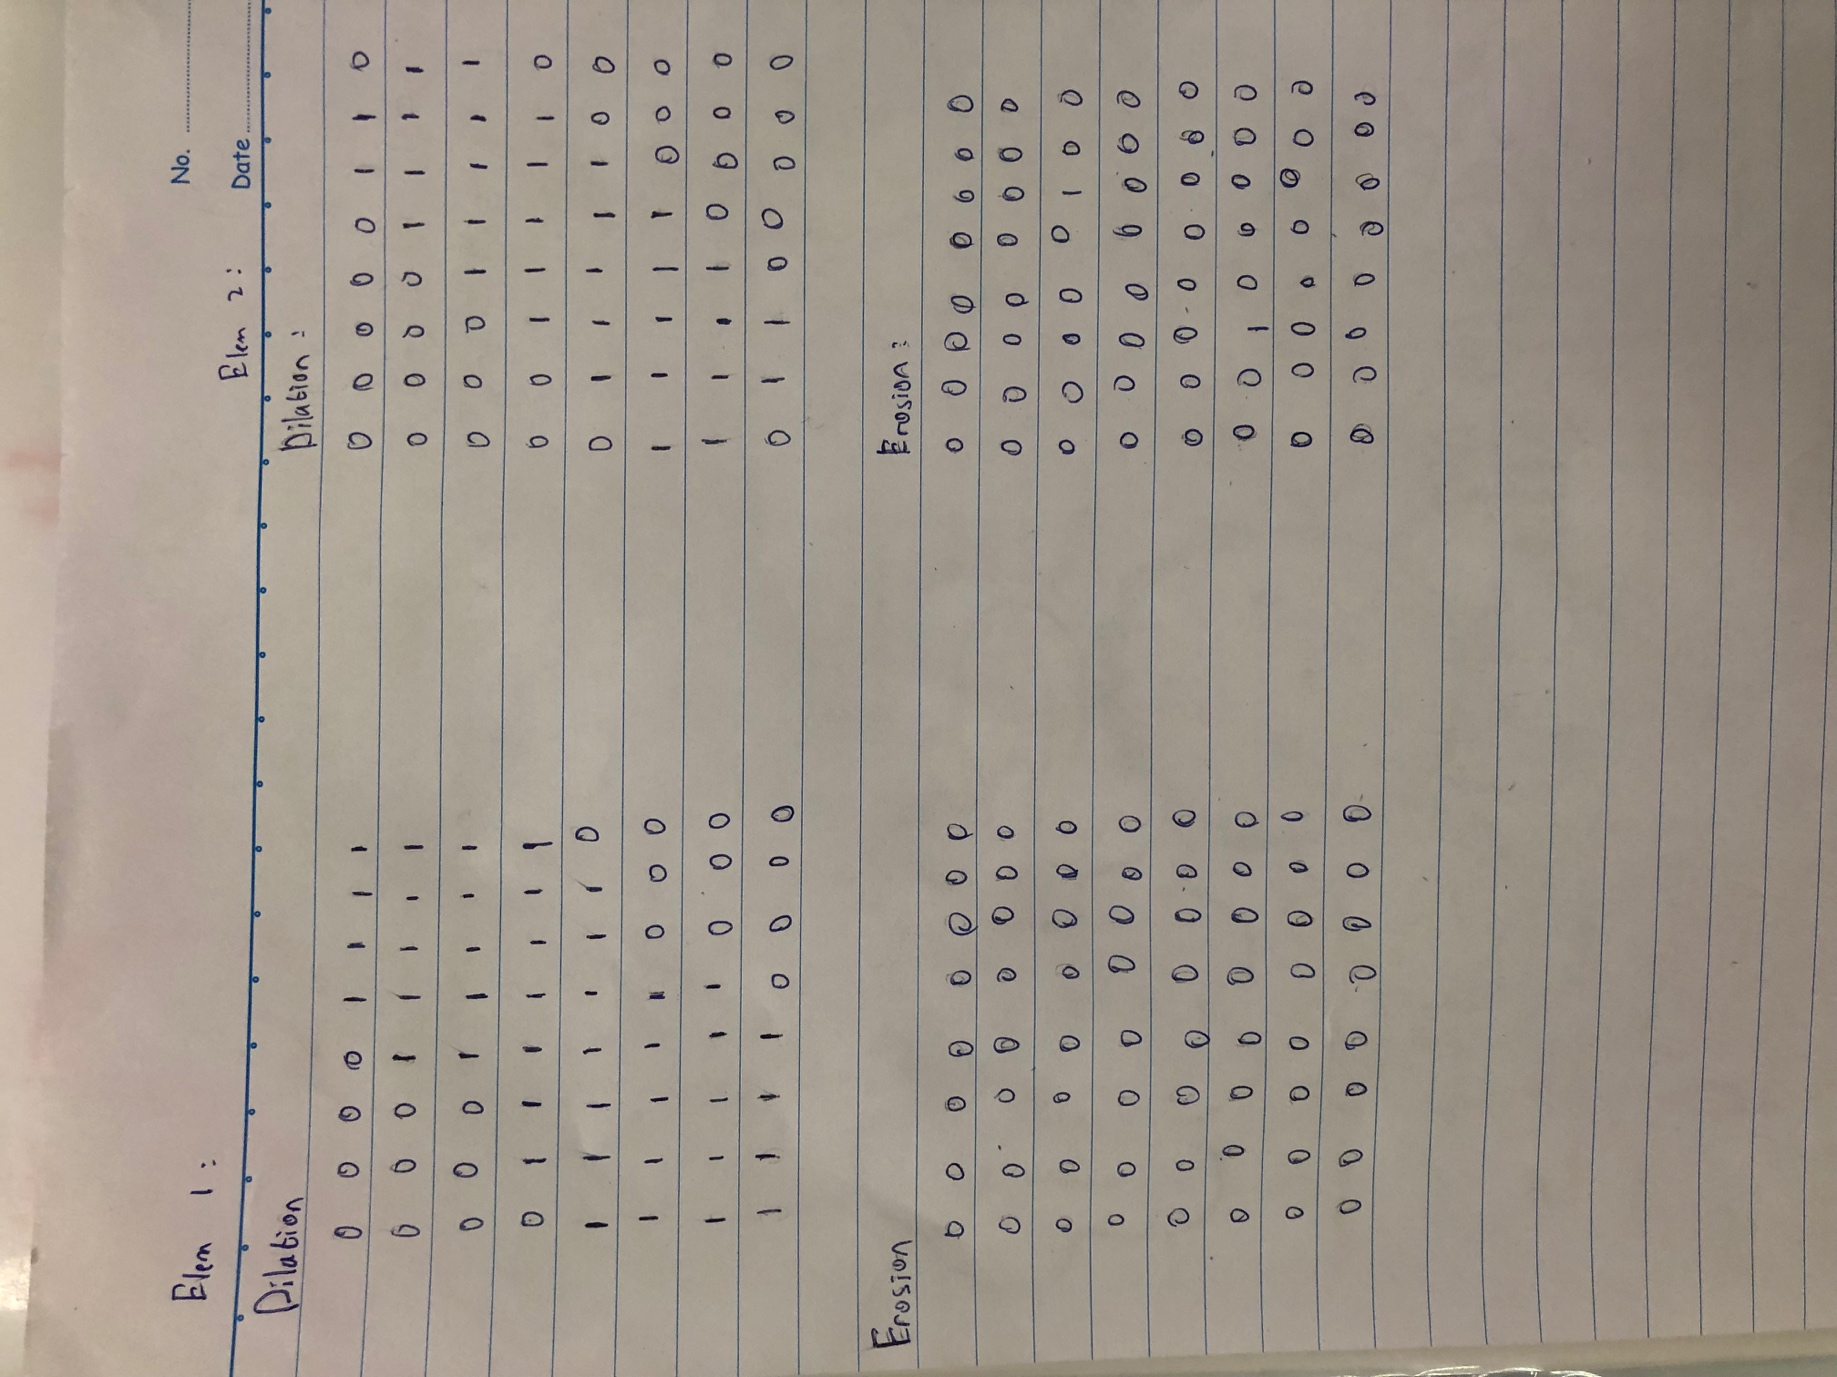 No.
Elem 1: Elem 2: Date
Dilation Dilation:
0 0 0 0 1 1 1 1 0 0 0 0 0 1 1 0
0 0 0 1 1 1 1 1 0 0 0 0 1 1 1 1
0 0 0 1 1 1 1 1 0 0 0 1 1 1 1 1
0 1 1 1 1 1 1 1 0 0 1 1 1 1 1 0
1 1 1 1 1 1 1 0 0 1 1 1 1 1 0 0
1 1 1 1 1 0 0 0 1 1 1 1 1 0 0 0
1 1 1 1 1 0 0 0 1 1 1 1 0 0 0 0
1 1 1 1 0 0 0 0 0 1 1 0 0 0 0 0
Erosion Erosion:
0 0 0 0 0 0 0 0 0 0 0 0 0 0 0 0
0 0 0 0 0 0 0 0 0 0 0 0 0 0 0 0
0 0 0 0 0 0 0 0 0 0 0 0 0 1 0 0
0 0 0 0 0 0 0 0 0 0 0 0 0 0 0 0
0 0 0 0 0 0 0 0 0 0 0 0 0 0 0 0
0 0 0 0 0 0 0 0 0 0 1 0 0 0 0 0
0 0 0 0 0 0 0 0 0 0 0 0 0 0 0 0
0 0 0 0 0 0 0 0 0 0 0 0 0 0 0 0